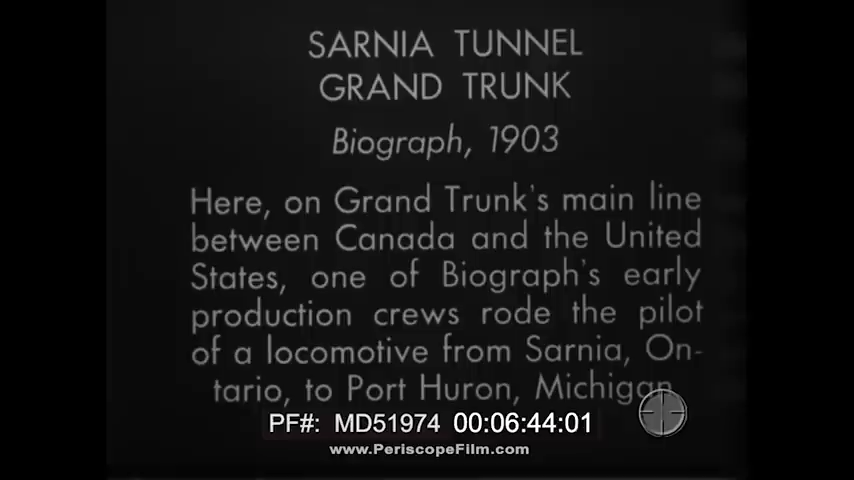 SARNIA TUNNEL
GRAND TRUNK
Biograph, 1903
Here, on Grand Trunk's main line
between Canada and the United
States, one of Biograph's early
production crews rode the pilot
of a locomotive from Sarnia, On-
tario, to Port Huron, Michigan
PF#: MD51974 00:06:44:01
www.PeriscopeFilm.com